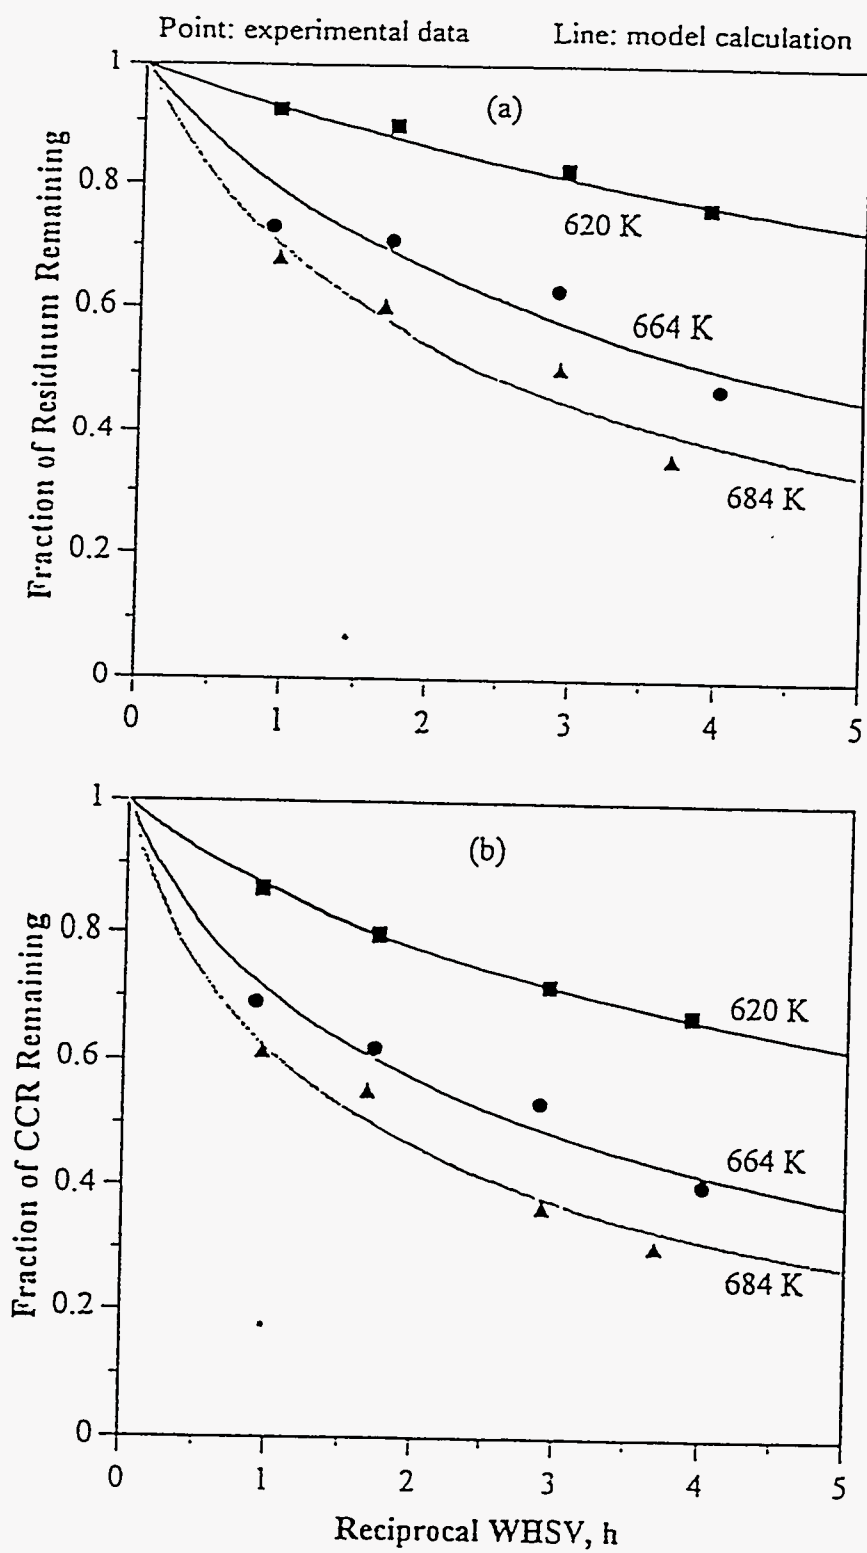 Point: experimental data Line: model calculation
(a)
Fraction of Residuum Remaining
1
0.8
0.6
0.4
0.2
0
620 K
664 K
684 K
0 1 2 3 4 5
(b)
Fraction of CCR Remaining
1
0.8
0.6
0.4
0.2
0
620 K
664 K
684 K
0 1 2 3 4 5
Reciprocal WHSV, h